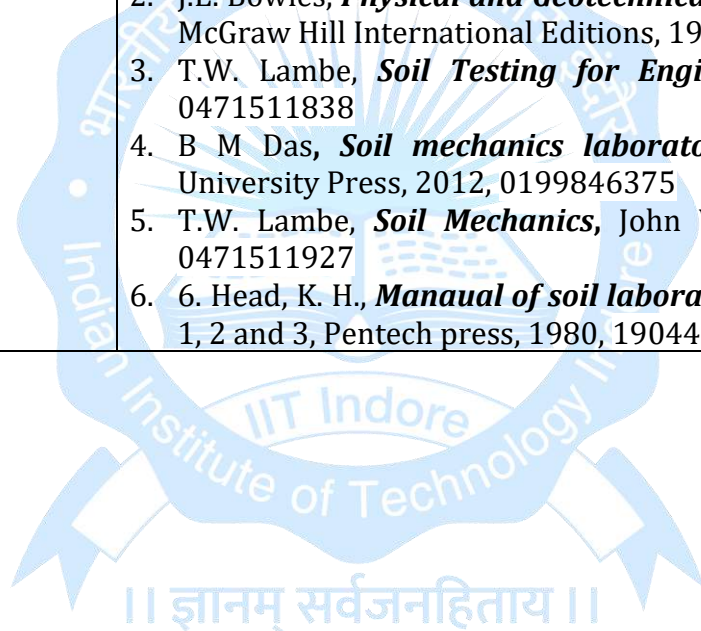 2. J.E. Bowles, Physical and Geotechnical
McGraw Hill International Editions, 19
3. T.W. Lambe, Soil Testing for Engi
0471511838
4. B M Das, Soil mechanics laborato
University Press, 2012, 0199846375
5. T.W. Lambe, Soil Mechanics, John
0471511927
6. 6. Head, K. H., Manaual of soil labora
1, 2 and 3, Pentech press, 1980, 19044
भारतीय
Indian Institute of Technology Indore
IIT Indore
।। ज्ञानम् सर्वजनहिताय ।।